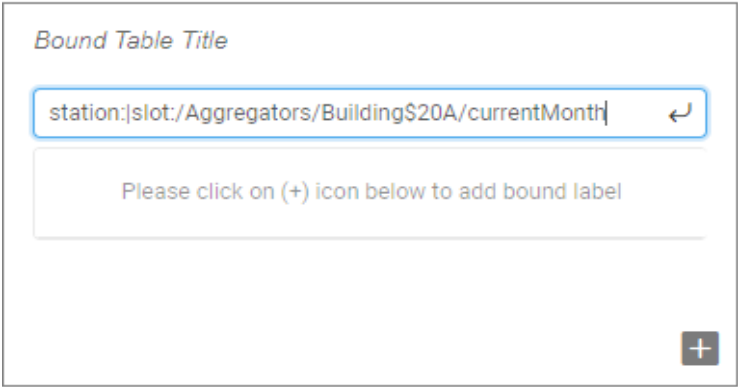 Bound Table Title
station:|slot:/Aggregators/Building$20A/currentMonth
Please click on (+) icon below to add bound label